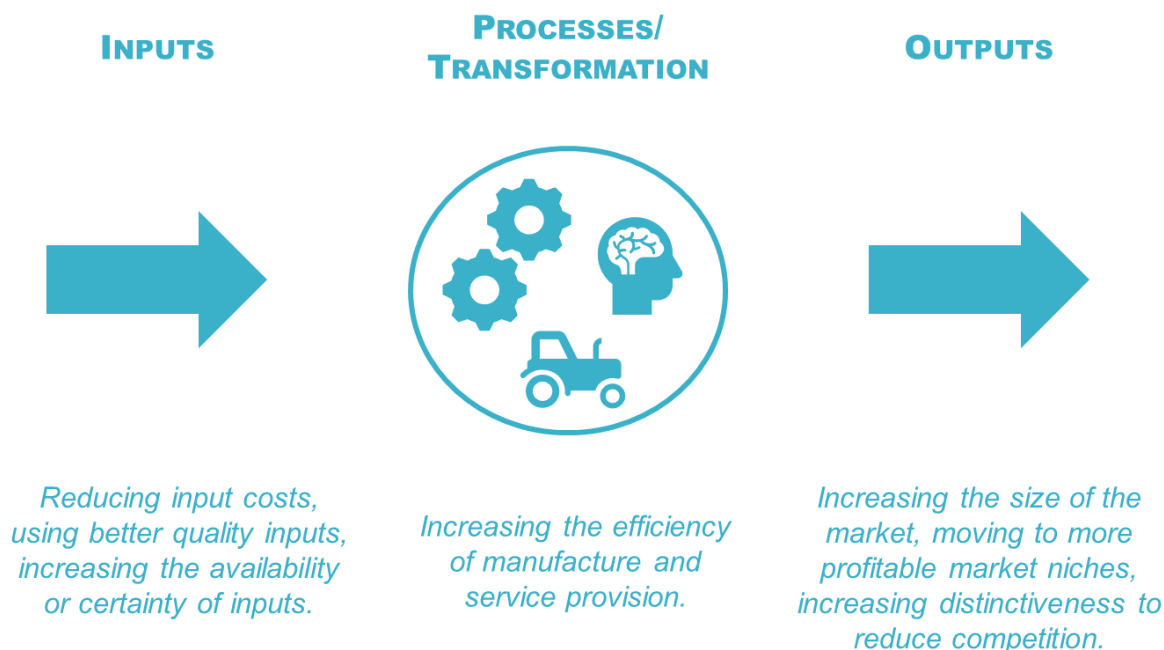 INPUTS
PROCESSES/
TRANSFORMATION
OUTPUTS
Reducing input costs,
using better quality inputs,
increasing the availability
or certainty of inputs.
Increasing the efficiency
of manufacture and
service provision.
Increasing the size of the
market, moving to more
profitable market niches,
increasing distinctiveness to
reduce competition.